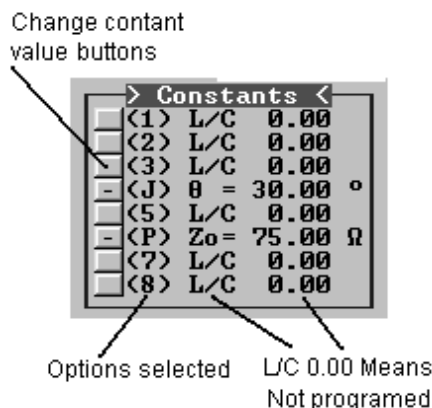 Change contant
value buttons
> Constants <
(1) L/C 0.00
(2) L/C 0.00
- (3) L/C 0.00
- (J) θ = 30.00 °
(5) L/C 0.00
- (P) Zo= 75.00 Ω
(7) L/C 0.00
(8) L/C 0.00
Options selected
L/C 0.00 Means
Not programed